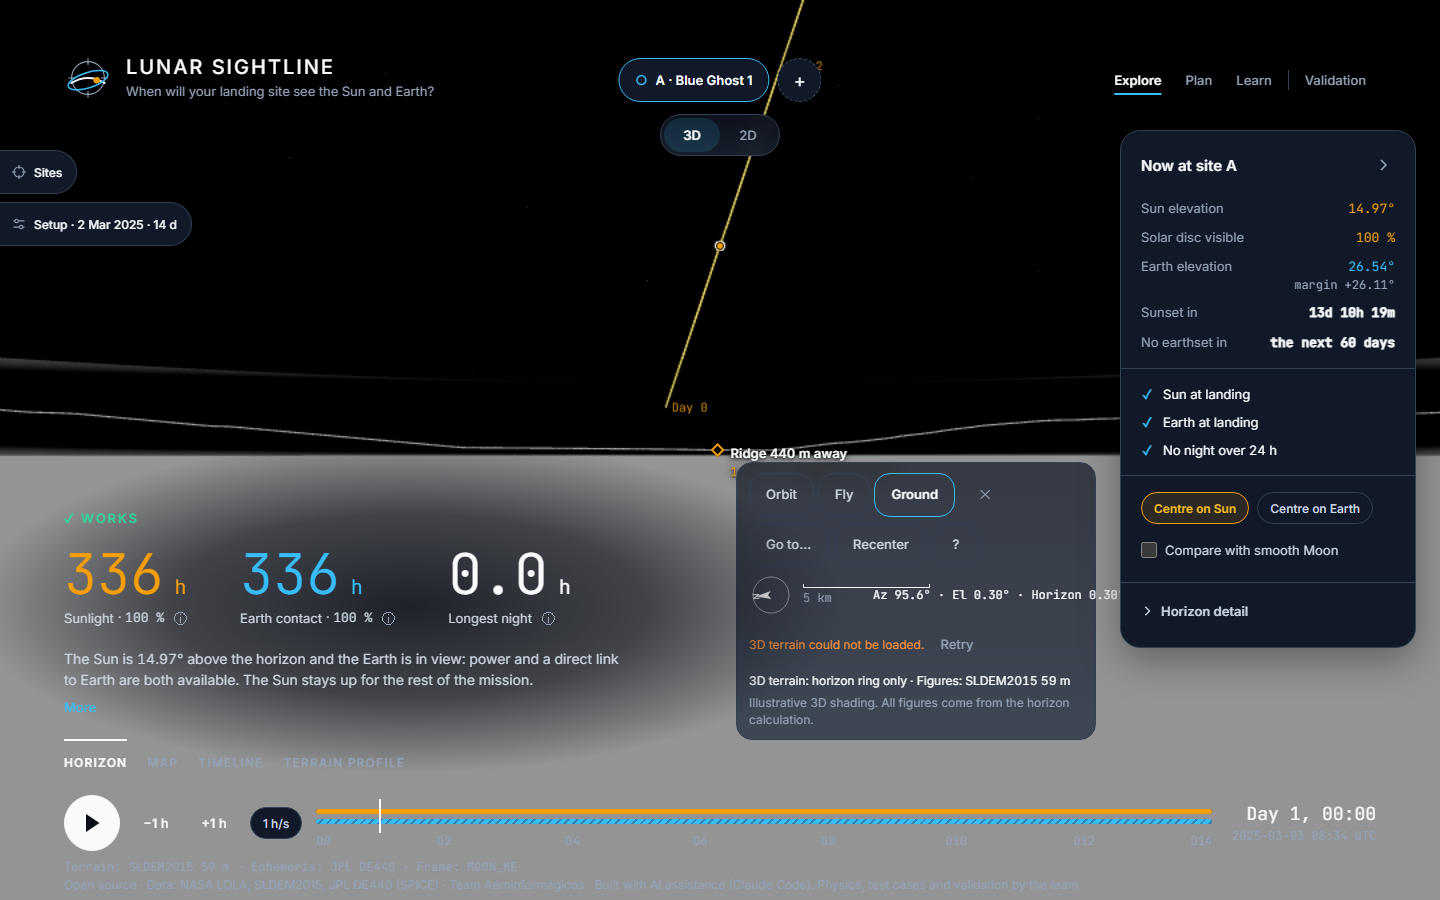 LUNAR SIGHTLINE
When will your landing site see the Sun and Earth?
A · Blue Ghost 1
+
2
Explore
Plan
Learn
Validation
3D
2D
Sites
Setup · 2 Mar 2025 · 14 d
Now at site A
Sun elevation 14.97°
Solar disc visible 100 %
Earth elevation 26.54°
margin +26.11°
Sunset in 13d 10h 19m
No earthset in the next 60 days
✓ Sun at landing
✓ Earth at landing
✓ No night over 24 h
Centre on Sun
Centre on Earth
Compare with smooth Moon
Horizon detail
Day 0
Ridge 440 m away
Orbit
Fly
Ground
Go to...
Recenter
?
5 km
Az 95.6° · El 0.30° · Horizon 0.30°
3D terrain could not be loaded. Retry
3D terrain: horizon ring only · Figures: SLDEM2015 59 m
Illustrative 3D shading. All figures come from the horizon
calculation.
✓ WORKS
336 h
336 h
0.0 h
Sunlight · 100 %
Earth contact · 100 %
Longest night
The Sun is 14.97° above the horizon and the Earth is in view: power and a direct link
to Earth are both available. The Sun stays up for the rest of the mission.
More
HORIZON
MAP
TIMELINE
TERRAIN PROFILE
−1 h
+1 h
1 h/s
D0
D2
D4
D6
D8
D10
D12
D14
Day 1, 00:00
2025-03-03 08:34 UTC
Terrain: SLDEM2015 59 m · Ephemeris: JPL DE440 · Frame: MOON_ME
Open source · Data: NASA LOLA, SLDEM2015, JPL DE440 (SPICE) · Team Aeroinformágicos · Built with AI assistance (Claude Code). Physics, test cases and validation by the team.